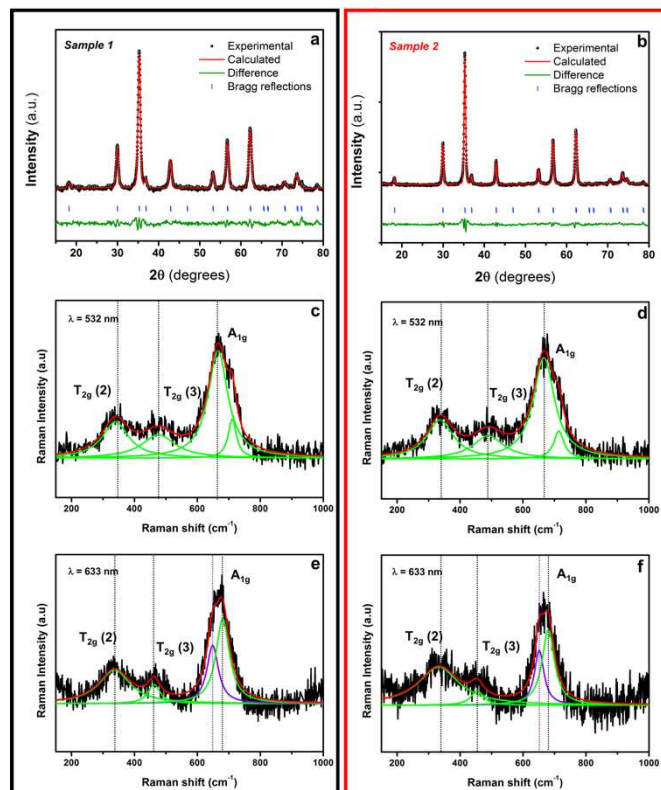 Sample 1
a
Experimental
Calculated
Difference
Bragg reflections
Intensity (a.u.)
20 30 40 50 60 70 80
2θ (degrees)
Sample 2
b
Experimental
Calculated
Difference
Bragg reflections
Intensity (a.u.)
20 30 40 50 60 70 80
2θ (degrees)
λ = 532 nm
c
A1g
T2g (2)
T2g (3)
Raman Intensity (a.u)
200 400 600 800 1000
Raman shift (cm-1)
λ = 532 nm
d
A1g
T2g (2)
T2g (3)
Raman Intensity (a.u)
200 400 600 800 1000
Raman shift (cm-1)
λ = 633 nm
e
A1g
T2g (2)
T2g (3)
Raman Intensity (a.u)
200 400 600 800 1000
Raman shift (cm-1)
λ = 633 nm
f
A1g
T2g (2)
T2g (3)
Raman Intensity (a.u)
200 400 600 800 1000
Raman shift (cm-1)